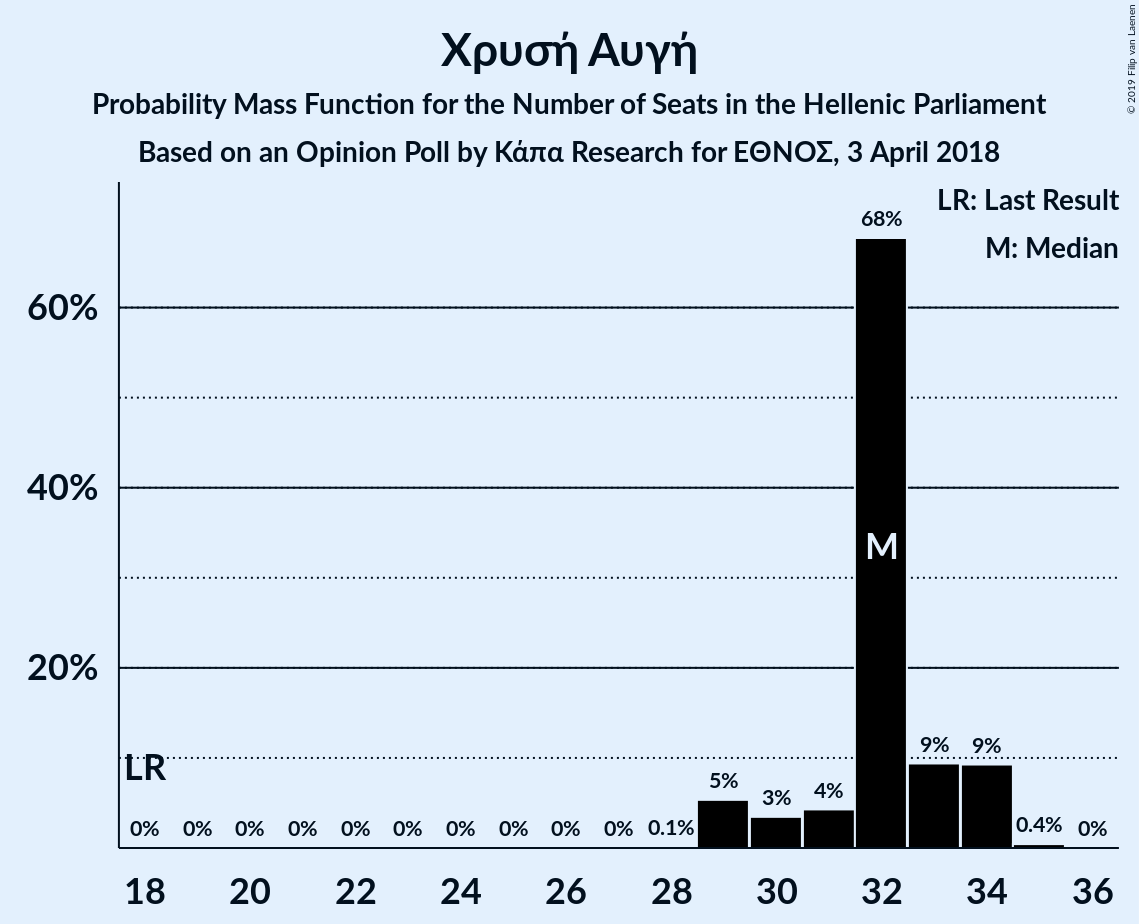 © 2019 Filip van Laenen
Χρυσή Αυγή
Probability Mass Function for the Number of Seats in the Hellenic Parliament
Based on an Opinion Poll by Κάπα Research for ΕΘΝΟΣ, 3 April 2018
LR: Last Result
M: Median
68%
60%
M
40%
20%
LR
0% 0% 0% 0% 0% 0% 0% 0% 0% 0% 0.1% 5% 3% 4% 9% 9% 0.4% 0%
18 20 22 24 26 28 30 32 34 36